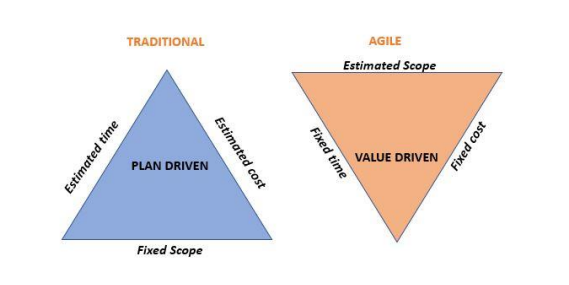 TRADITIONAL
Estimated time
Estimated cost
PLAN DRIVEN
Fixed Scope
AGILE
Estimated Scope
Fixed time
Fixed cost
VALUE DRIVEN